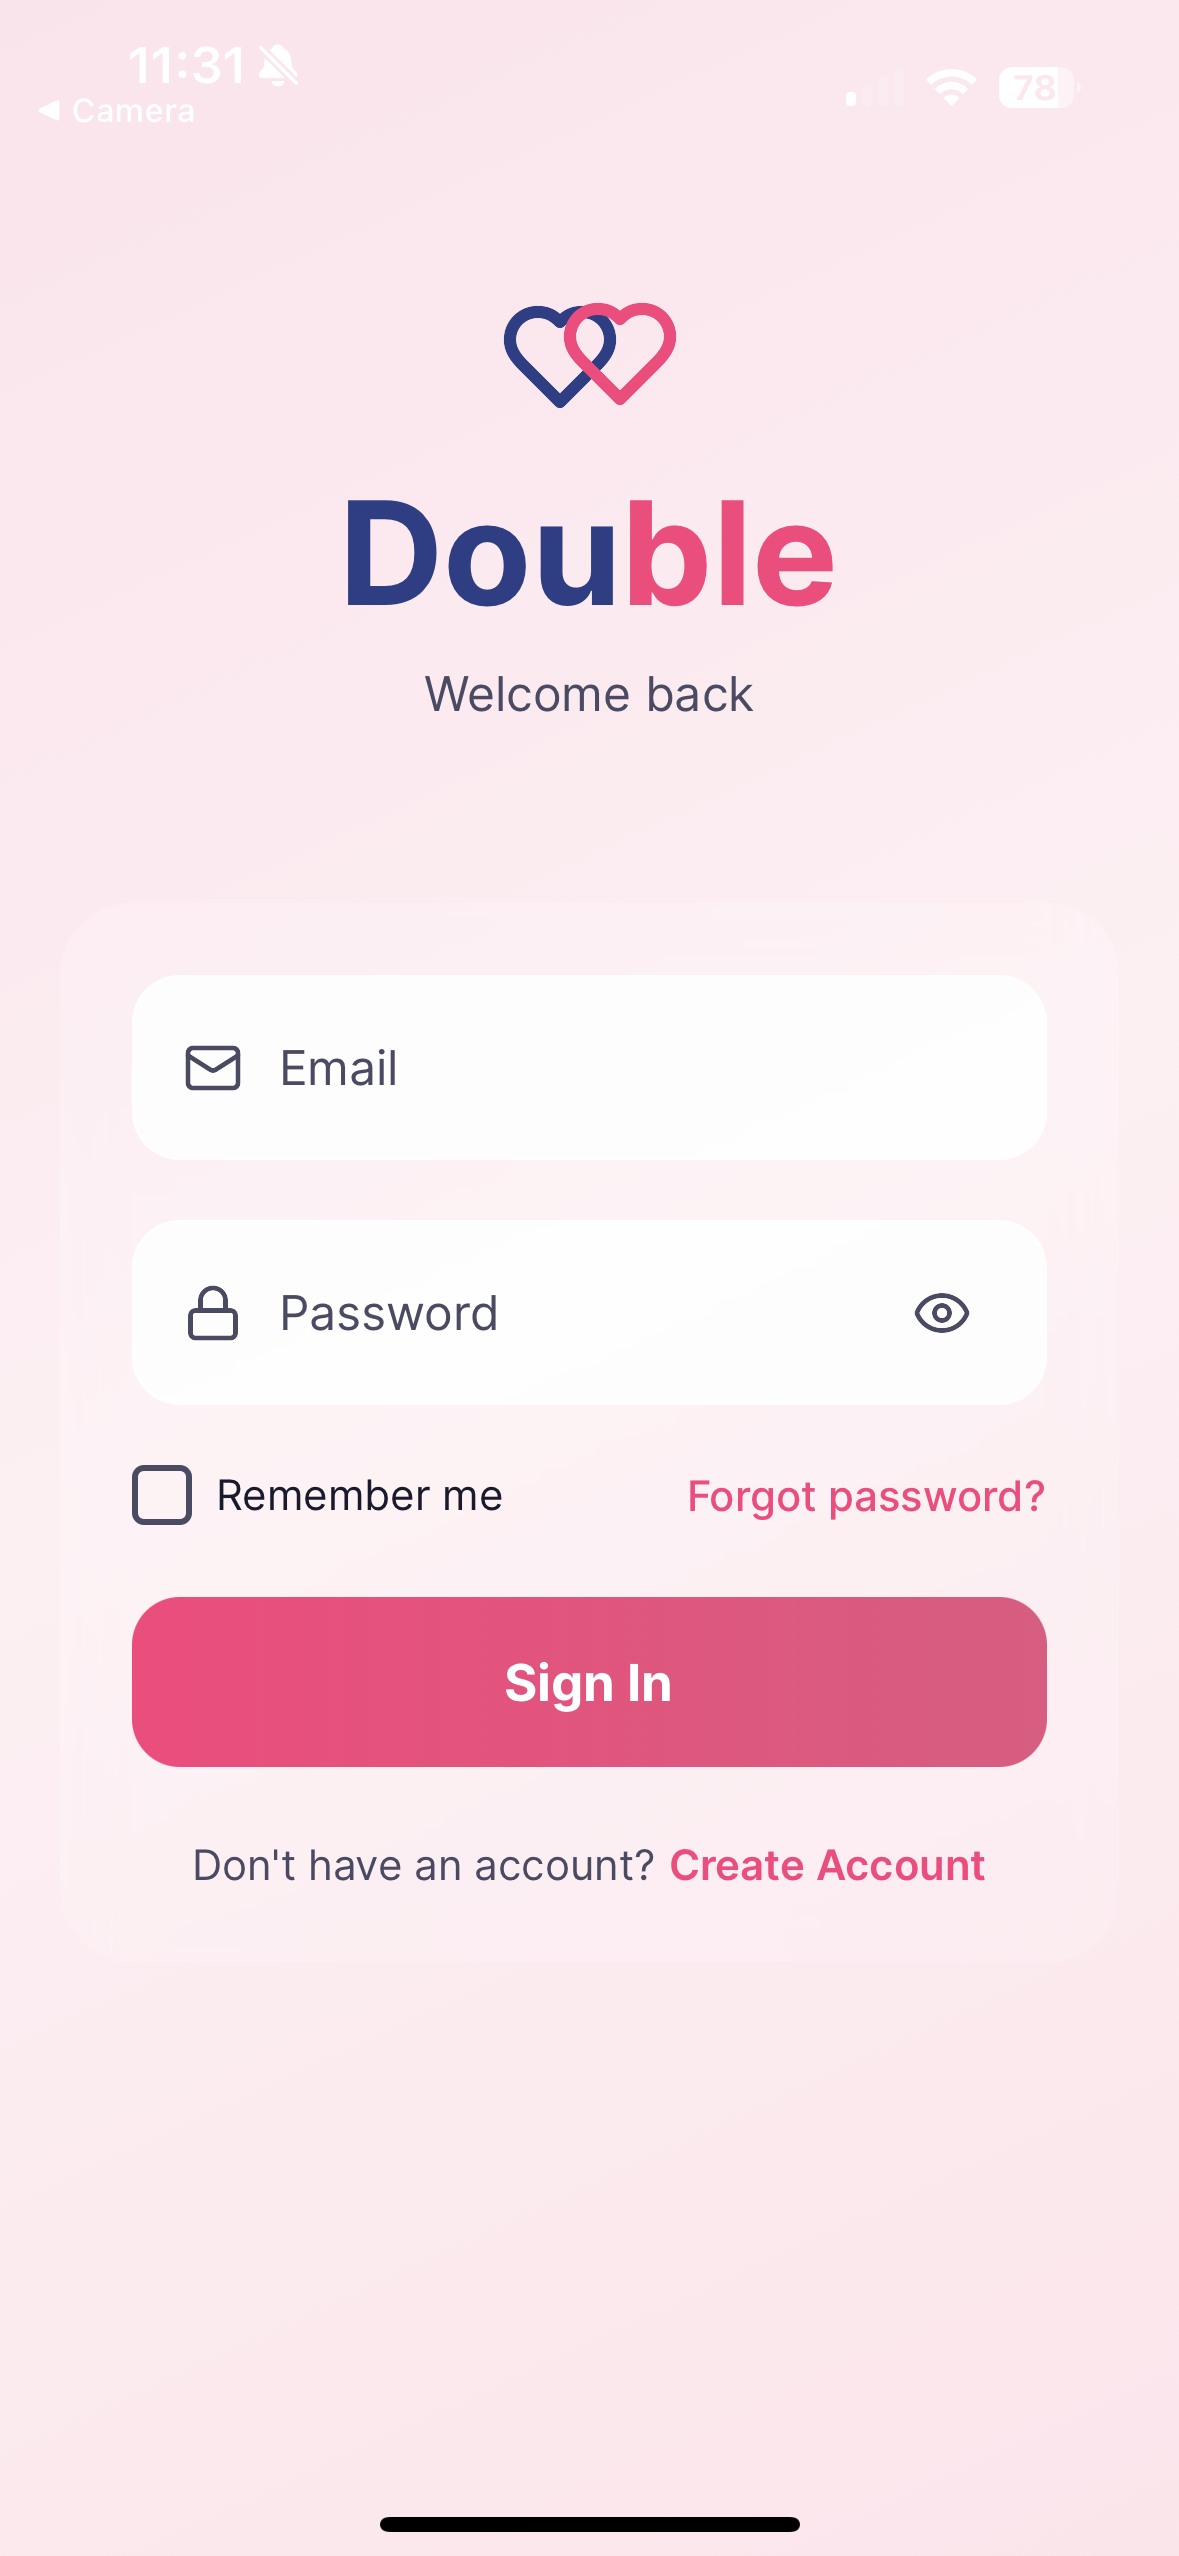 11:31
◀ Camera
78
Double
Welcome back
Email
Password
Remember me
Forgot password?
Sign In
Don't have an account? Create Account